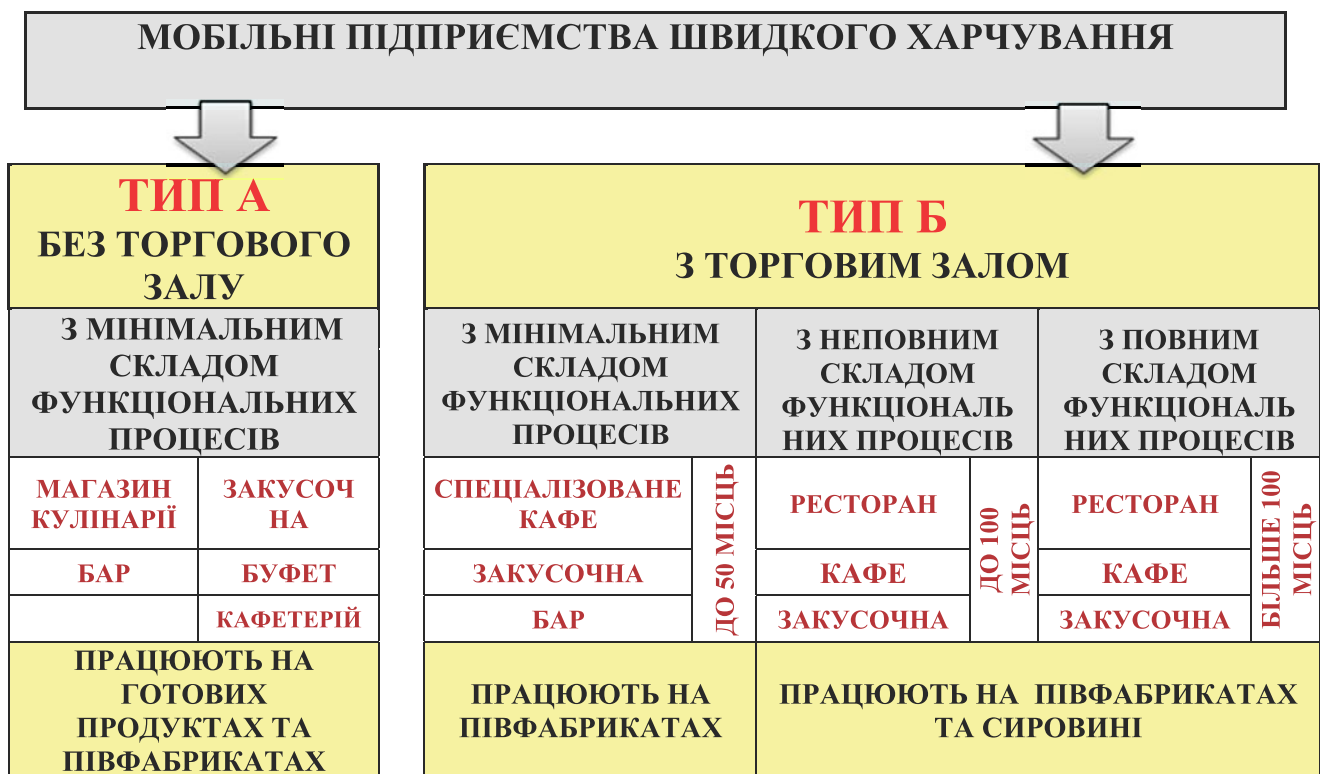 МОБІЛЬНІ ПІДПРИЄМСТВА ШВИДКОГО ХАРЧУВАННЯ
ТИП А
БЕЗ ТОРГОВОГО
ЗАЛУ
З МІНІМАЛЬНИМ
СКЛАДОМ
ФУНКЦІОНАЛЬНИХ
ПРОЦЕСІВ
МАГАЗИН
КУЛІНАРІЇ
ЗАКУСОЧ
НА
БАР
БУФЕТ
КАФЕТЕРІЙ
ПРАЦЮЮТЬ НА
ГОТОВИХ
ПРОДУКТАХ ТА
ПІВФАБРИКАТАХ
ТИП Б
З ТОРГОВИМ ЗАЛОМ
З МІНІМАЛЬНИМ
СКЛАДОМ
ФУНКЦІОНАЛЬНИХ
ПРОЦЕСІВ
СПЕЦІАЛІЗОВАНЕ
КАФЕ
ЗАКУСОЧНА
БАР
ДО 50 МІСЦЬ
ПРАЦЮЮТЬ НА
ПІВФАБРИКАТАХ
З НЕПОВНИМ
СКЛАДОМ
ФУНКЦІОНАЛЬ
НИХ ПРОЦЕСІВ
РЕСТОРАН
КАФЕ
ЗАКУСОЧНА
ДО 100
МІСЦЬ
З ПОВНИМ
СКЛАДОМ
ФУНКЦІОНАЛЬ
НИХ ПРОЦЕСІВ
РЕСТОРАН
КАФЕ
ЗАКУСОЧНА
БІЛЬШЕ 100
МІСЦЬ
ПРАЦЮЮТЬ НА ПІВФАБРИКАТАХ
ТА СИРОВИНІ